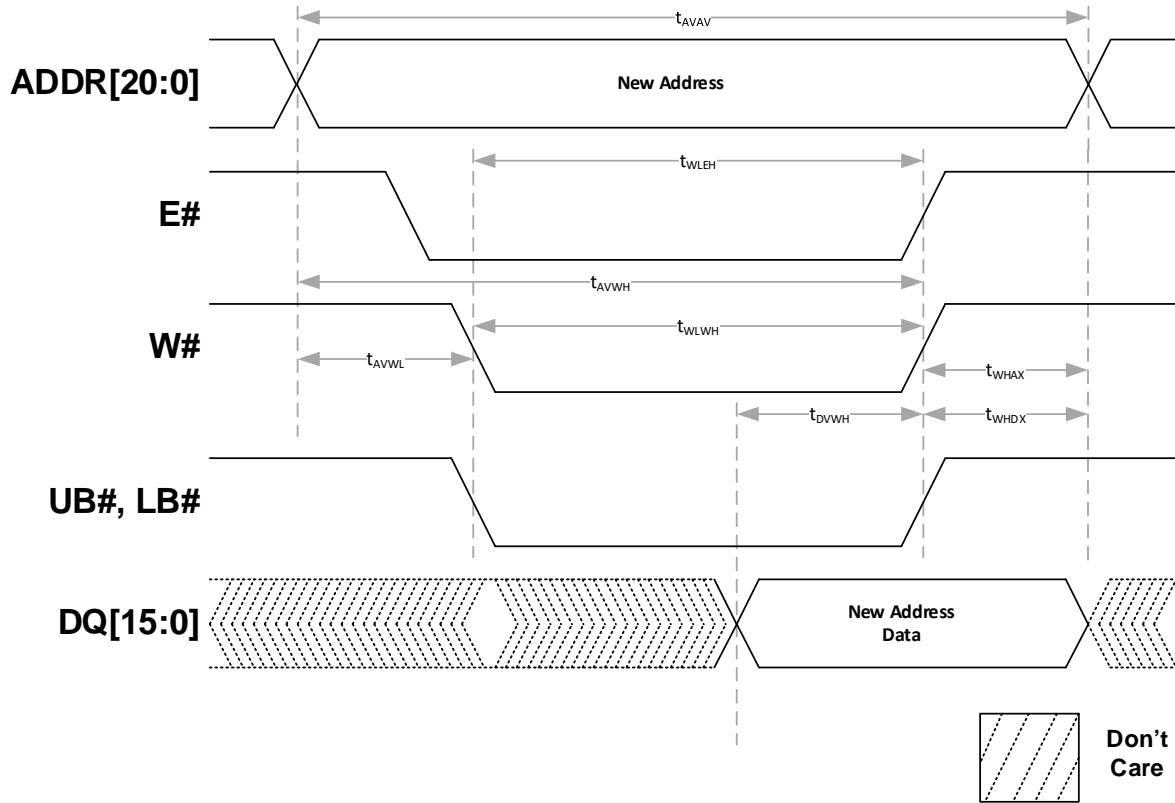 tAVAV
ADDR[20:0]
New Address
tWLEH
E#
tAVWH
W#
tWLWH
tAVWL
tWHAX
tDVWH
tWHDX
UB#, LB#
DQ[15:0]
New Address
Data
Don't
Care